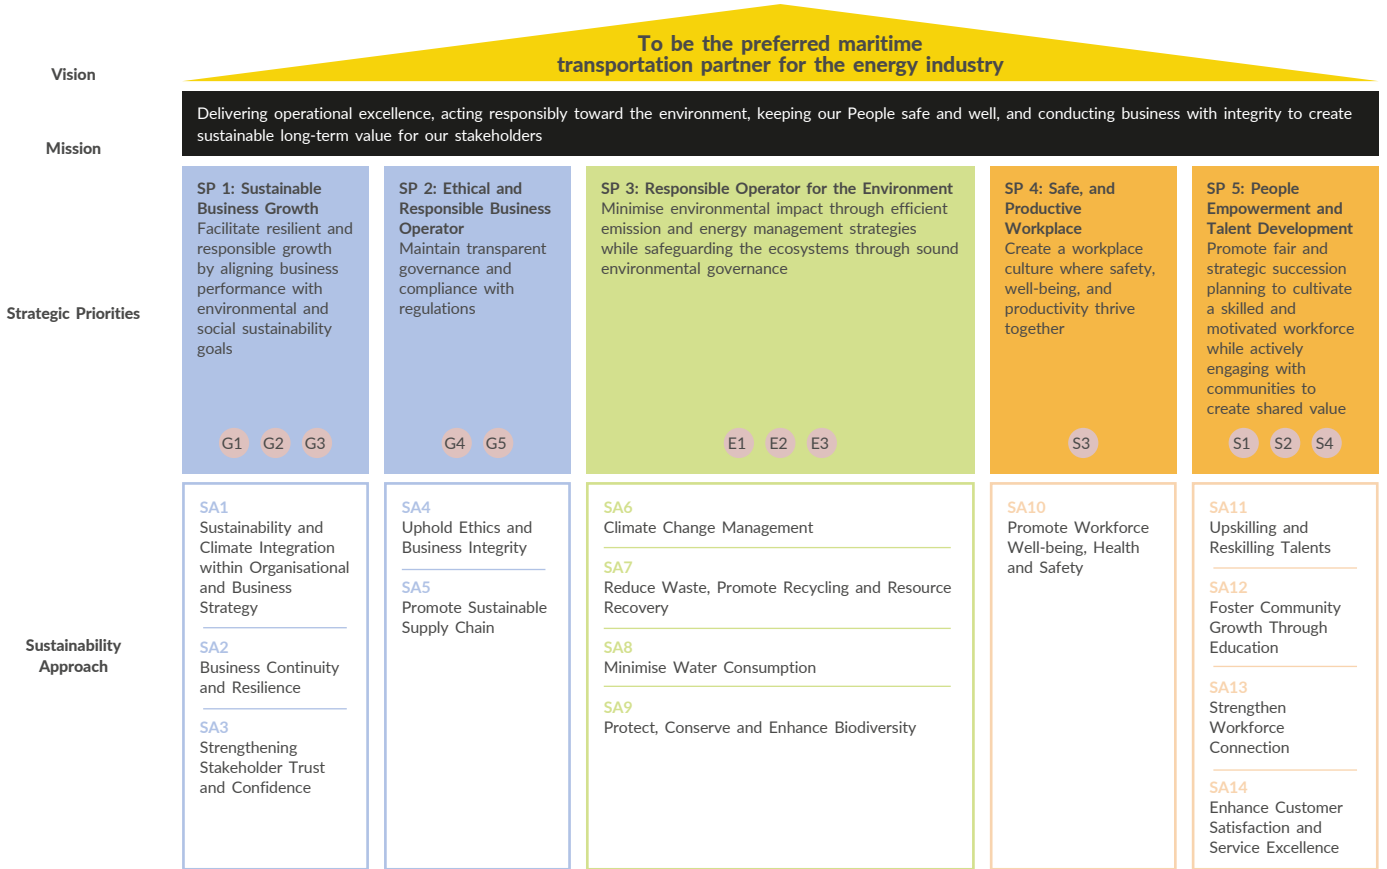 To be the preferred maritime
transportation partner for the energy industry
Vision
Delivering operational excellence, acting responsibly toward the environment, keeping our People safe and well, and conducting business with integrity to create
sustainable long-term value for our stakeholders
Mission
Strategic Priorities
SP 1: Sustainable
Business Growth
Facilitate resilient and
responsible growth
by aligning business
performance with
environmental and
social sustainability
goals
G1 G2 G3
SP 2: Ethical and
Responsible Business
Operator
Maintain transparent
governance and
compliance with
regulations
G4 G5
SP 3: Responsible Operator for the Environment
Minimise environmental impact through efficient
emission and energy management strategies
while safeguarding the ecosystems through sound
environmental governance
E1 E2 E3
SP 4: Safe, and
Productive
Workplace
Create a workplace
culture where safety,
well-being, and
productivity thrive
together
S3
SP 5: People
Empowerment and
Talent Development
Promote fair and
strategic succession
planning to cultivate
a skilled and
motivated workforce
while actively
engaging with
communities to
create shared value
S1 S2 S4
Sustainability
Approach
SA1
Sustainability and
Climate Integration
within Organisational
and Business
Strategy
SA2
Business Continuity
and Resilience
SA3
Strengthening
Stakeholder Trust
and Confidence
SA4
Uphold Ethics and
Business Integrity
SA5
Promote Sustainable
Supply Chain
SA6
Climate Change Management
SA7
Reduce Waste, Promote Recycling and Resource
Recovery
SA8
Minimise Water Consumption
SA9
Protect, Conserve and Enhance Biodiversity
SA10
Promote Workforce
Well-being, Health
and Safety
SA11
Upskilling and
Reskilling Talents
SA12
Foster Community
Growth Through
Education
SA13
Strengthen
Workforce
Connection
SA14
Enhance Customer
Satisfaction and
Service Excellence